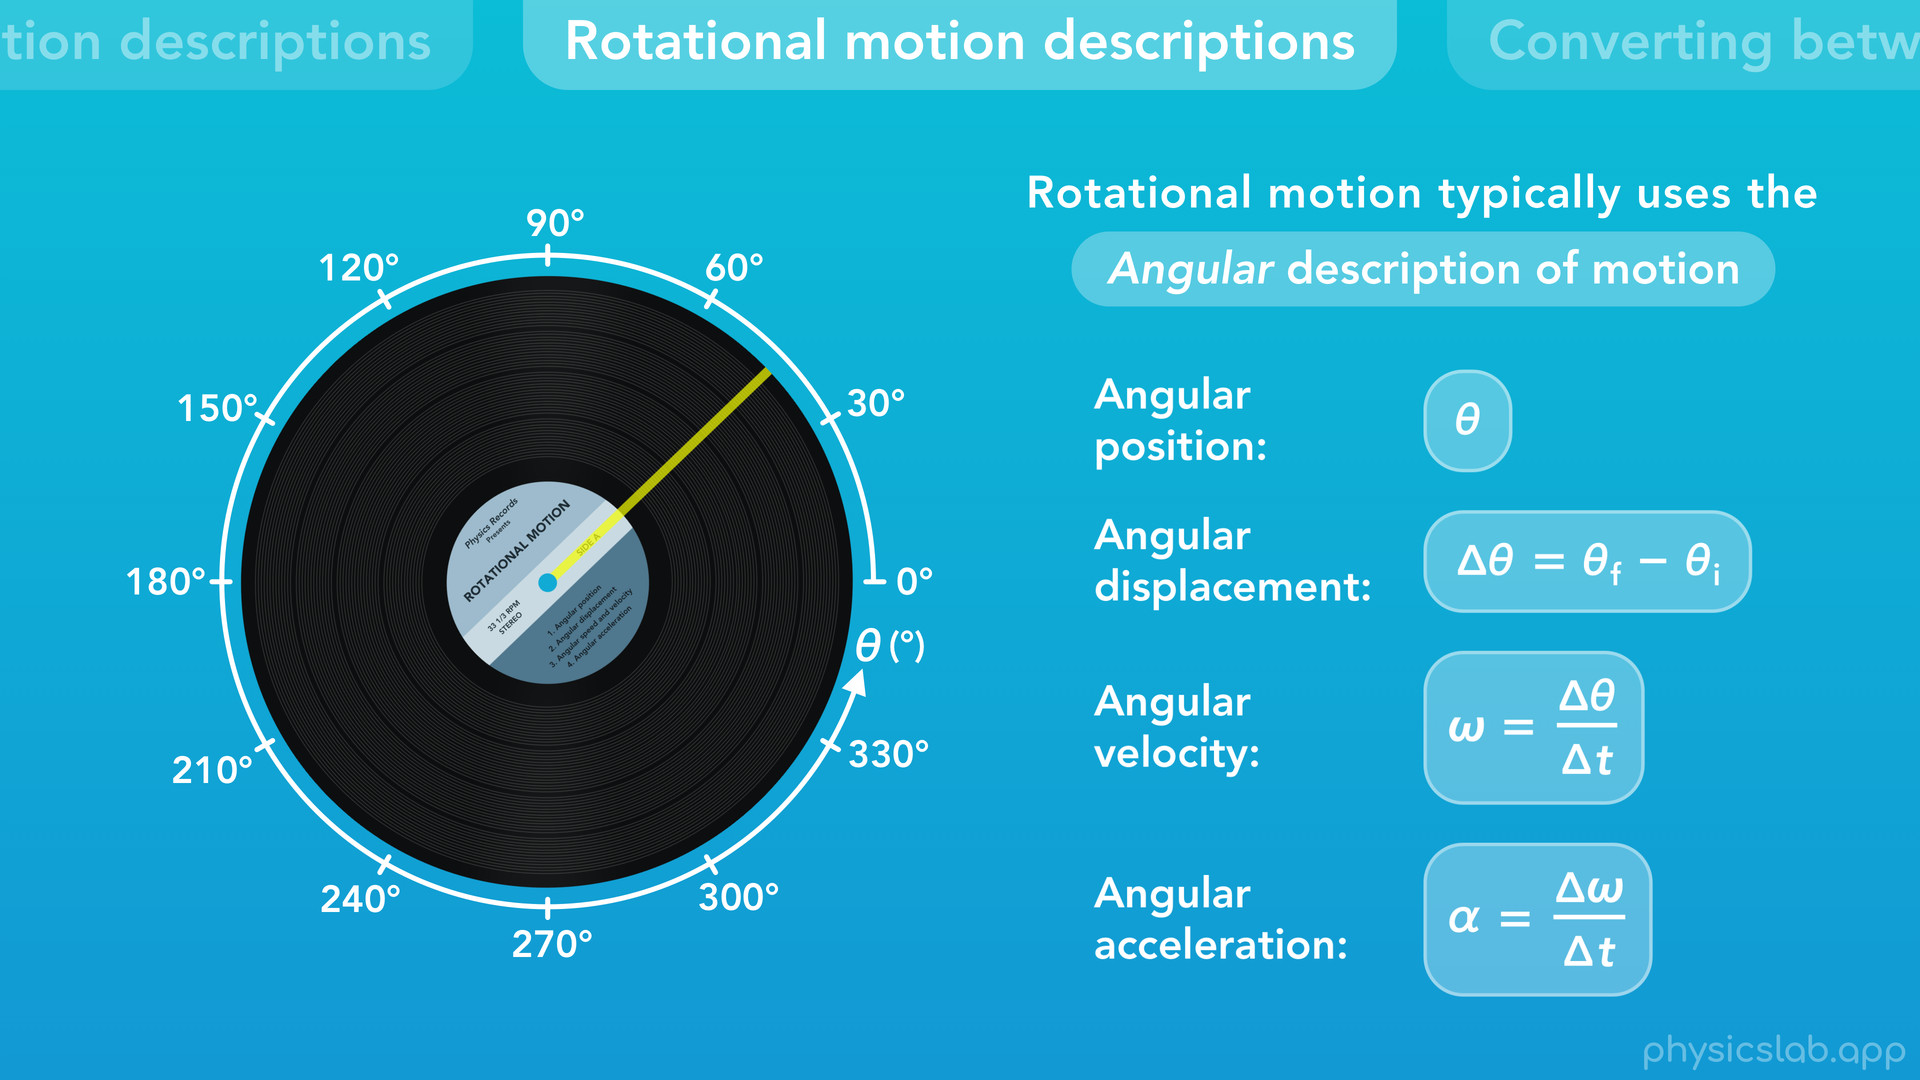 tion descriptions
Rotational motion descriptions
Converting betw
Rotational motion typically uses the
Angular description of motion
90°
120°
60°
150°
30°
180°
0°
θ (°)
210°
330°
240°
300°
270°
Physics Records
Presents
ROTATIONAL MOTION
SIDE A
33 1/3 RPM
STEREO
1. Angular position
2. Angular displacement
3. Angular speed and velocity
4. Angular acceleration
Angular
position:
θ
Angular
displacement:
Δθ = θf − θi
Angular
velocity:
ω = Δθ/Δt
Angular
acceleration:
α = Δω/Δt
physicslab.app